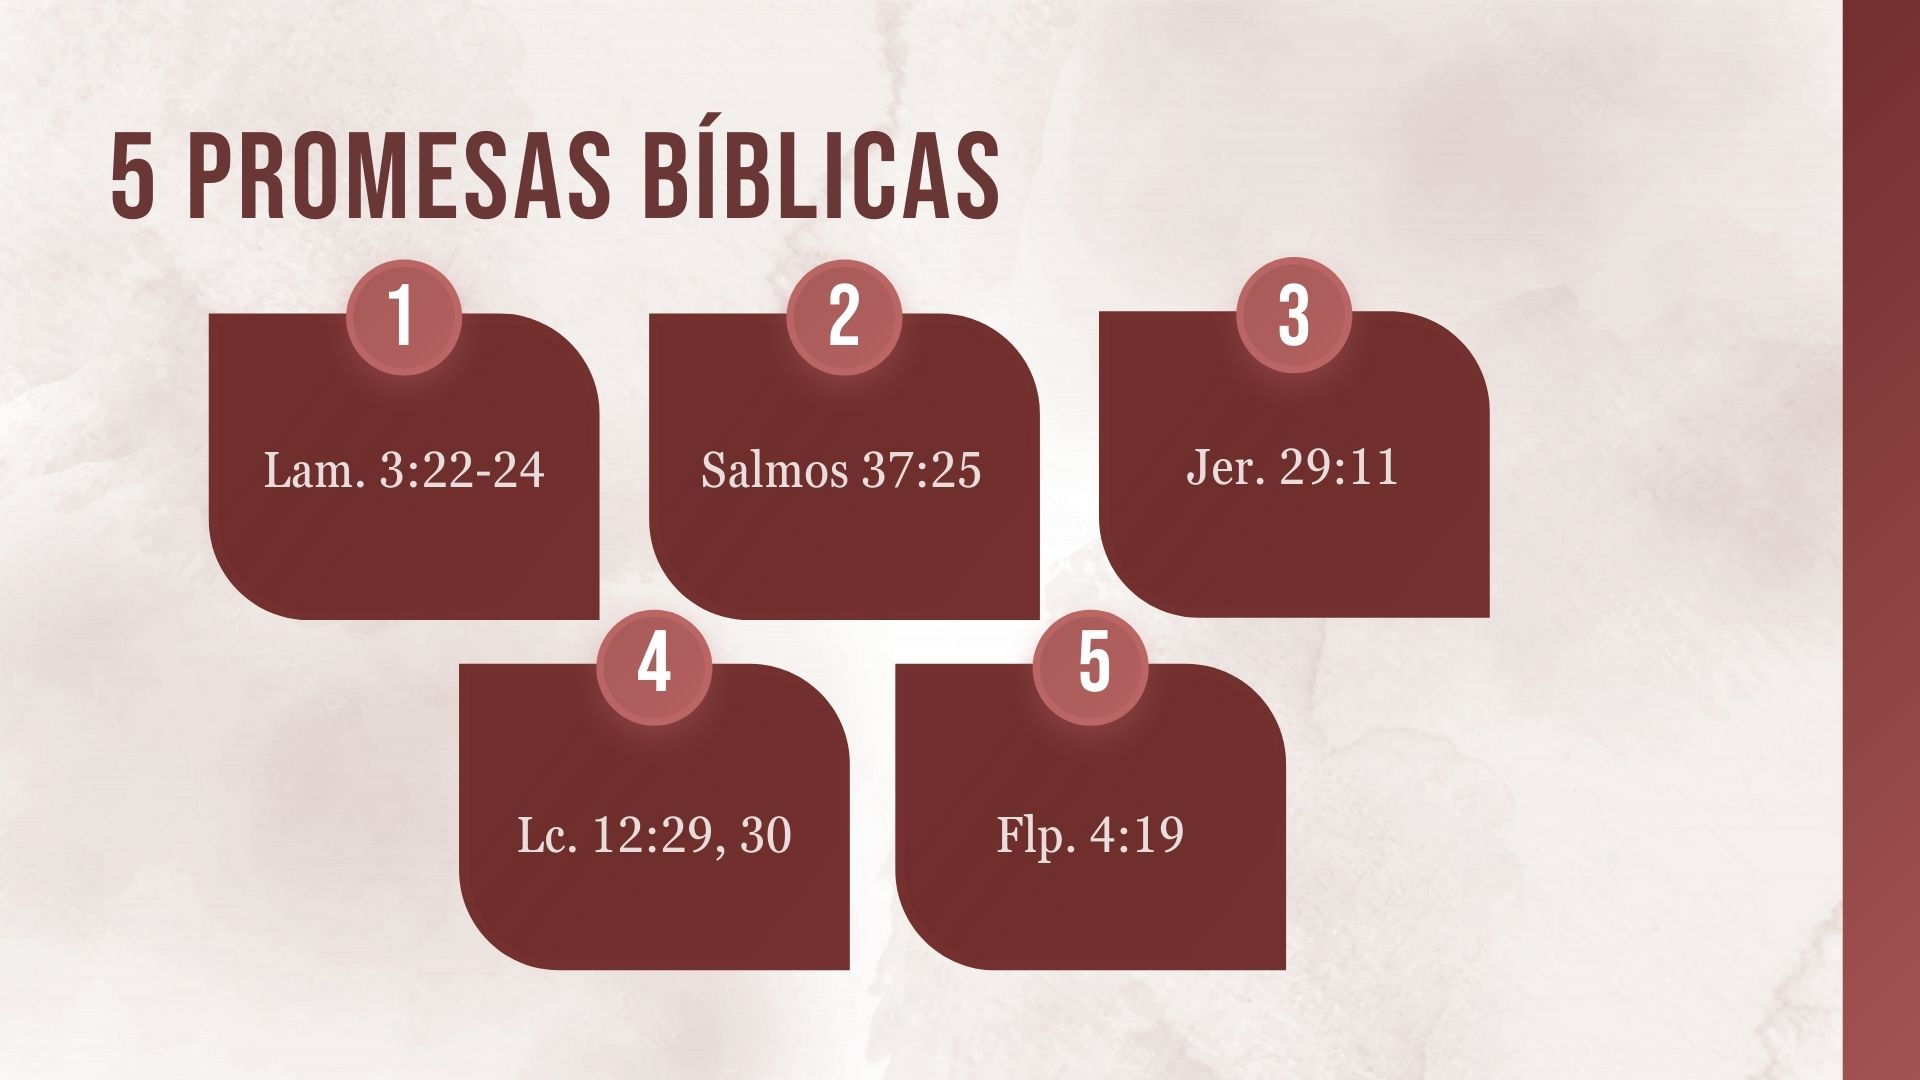 5 PROMESAS BÍBLICAS
1
Lam. 3:22-24
2
Salmos 37:25
3
Jer. 29:11
4
Lc. 12:29, 30
5
Flp. 4:19